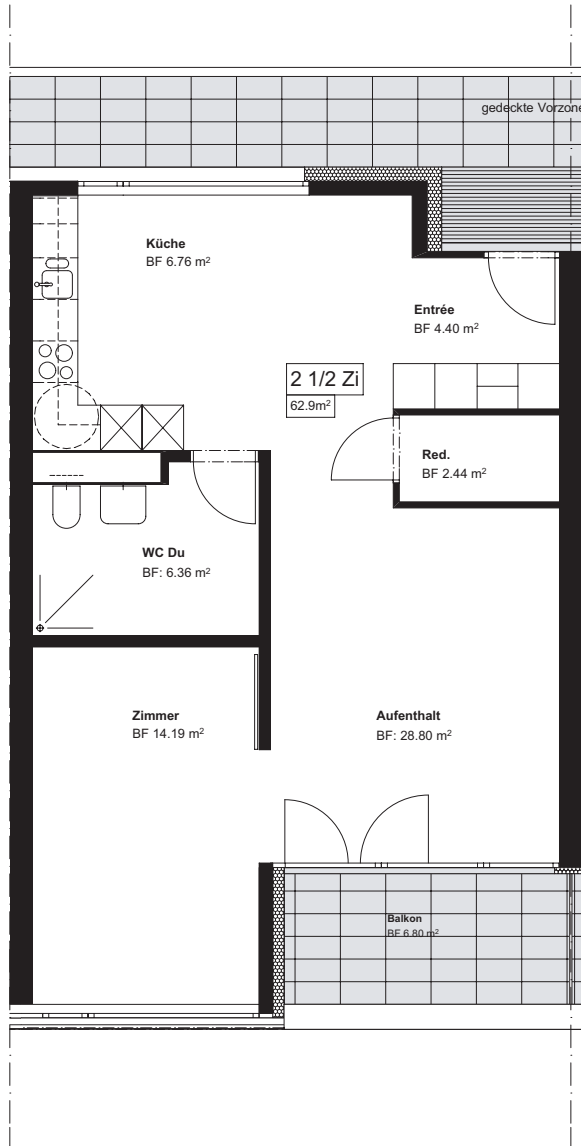 gedeckte Vorzone
Küche
BF 6.76 m²
Entrée
BF 4.40 m²
2 1/2 Zi
62.9m²
Red.
BF 2.44 m²
WC Du
BF: 6.36 m²
Zimmer
BF 14.19 m²
Aufenthalt
BF: 28.80 m²
Balkon
BF 6.80 m²